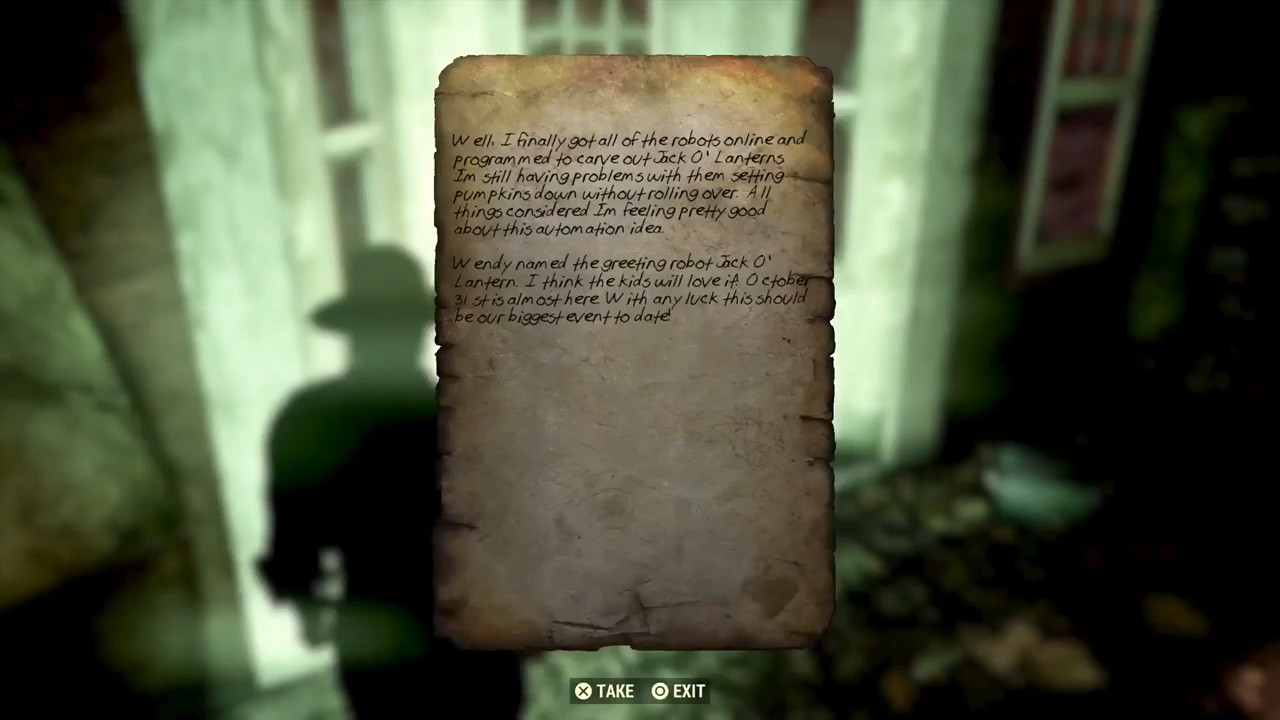 Well, I finally got all of the robots online and
programmed to carve out Jack O' Lanterns.
Im still having problems with them setting
pumpkins down without rolling over. All
things considered Im feeling pretty good
about this automation idea.
Wendy named the greeting robot Jack O'
Lantern. I think the kids will love it. October
31st is almost here. With any luck this should
be our biggest event to date!
TAKE EXIT